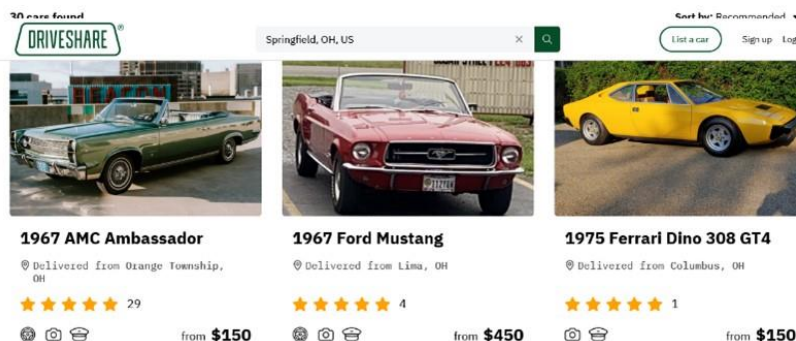 30 cars found
Sort by: Recommended
DRIVESHARE
Springfield, OH, US
List a car
Sign up
Log
1967 AMC Ambassador
Delivered from Orange Township,
OH
29
from $150
1967 Ford Mustang
Delivered from Lima, OH
4
from $450
1975 Ferrari Dino 308 GT4
Delivered from Columbus, OH
1
from $150